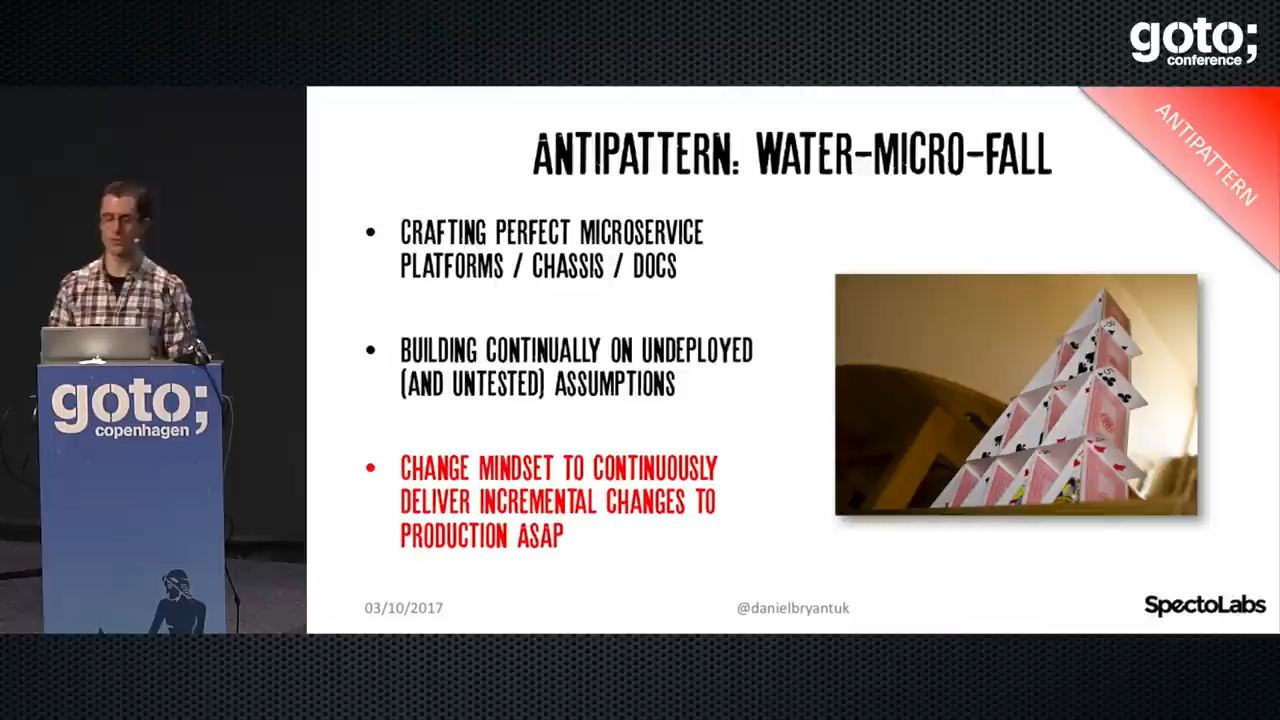 goto;
conference
ANTIPATTERN
ANTIPATTERN: WATER-MICRO-FALL
• CRAFTING PERFECT MICROSERVICE
PLATFORMS / CHASSIS / DOCS
• BUILDING CONTINUALLY ON UNDEPLOYED
(AND UNTESTED) ASSUMPTIONS
• CHANGE MINDSET TO CONTINUOUSLY
DELIVER INCREMENTAL CHANGES TO
PRODUCTION ASAP
03/10/2017
@danielbryantuk
SpectoLabs
goto;
copenhagen